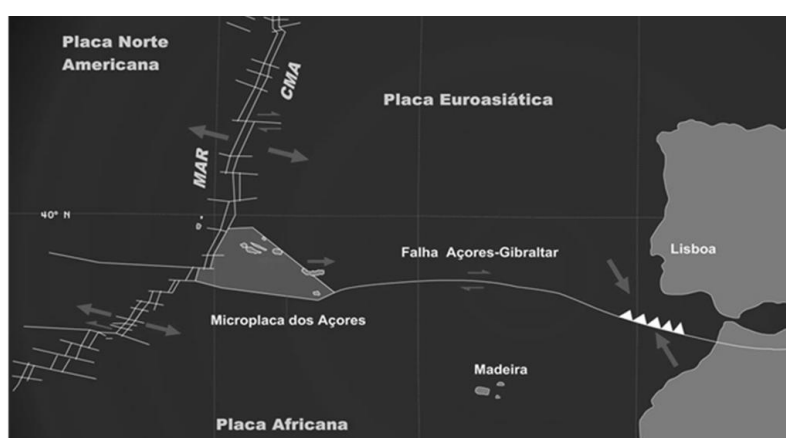 Placa Norte
Americana
CMA
Placa Euroasiática
MAR
40° N
Falha Açores-Gibraltar
Lisboa
Microplaca dos Açores
Madeira
Placa Africana